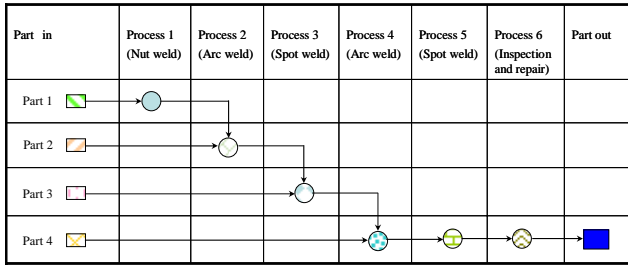 Part in
Process 1
(Nut weld)
Process 2
(Arc weld)
Process 3
(Spot weld)
Process 4
(Arc weld)
Process 5
(Spot weld)
Process 6
(Inspection
and repair)
Part out
Part 1
Part 2
Part 3
Part 4